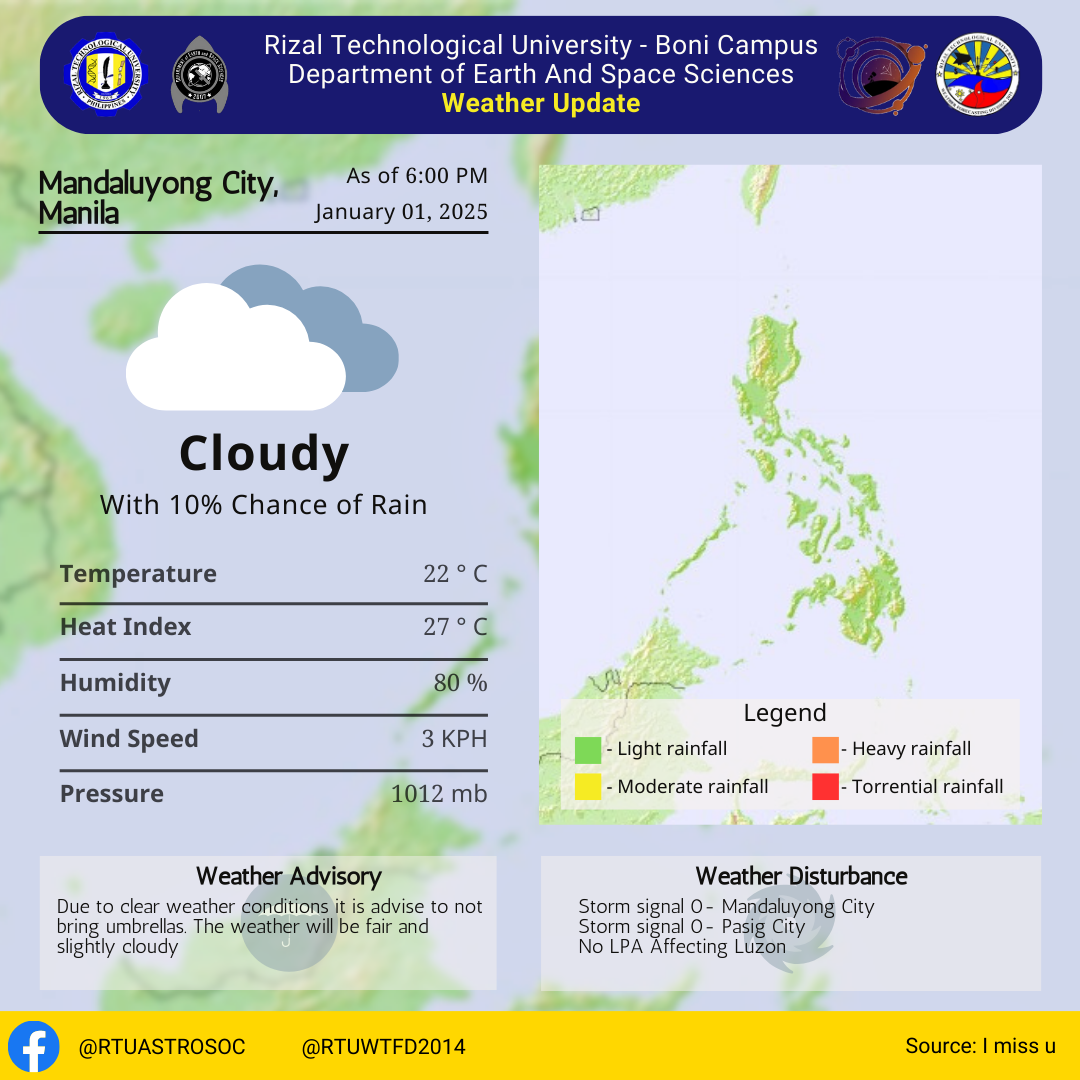 Rizal Technological University - Boni Campus
Department of Earth And Space Sciences
Weather Update
RIZAL TECHNOLOGICAL UNIVERSITY
PHILIPPINES
Mandaluyong City,
Manila
As of 6:00 PM
January 01, 2025
Cloudy
With 10% Chance of Rain
Temperature 22 ° C
Heat Index 27 ° C
Humidity 80 %
Wind Speed 3 KPH
Pressure 1012 mb
Legend
- Light rainfall
- Heavy rainfall
- Moderate rainfall
- Torrential rainfall
Weather Advisory
Due to clear weather conditions it is advise to not
bring umbrellas. The weather will be fair and
slightly cloudy
Weather Disturbance
Storm signal 0- Mandaluyong City
Storm signal 0- Pasig City
No LPA Affecting Luzon
@RTUASTROSOC
@RTUWTFD2014
Source: I miss u